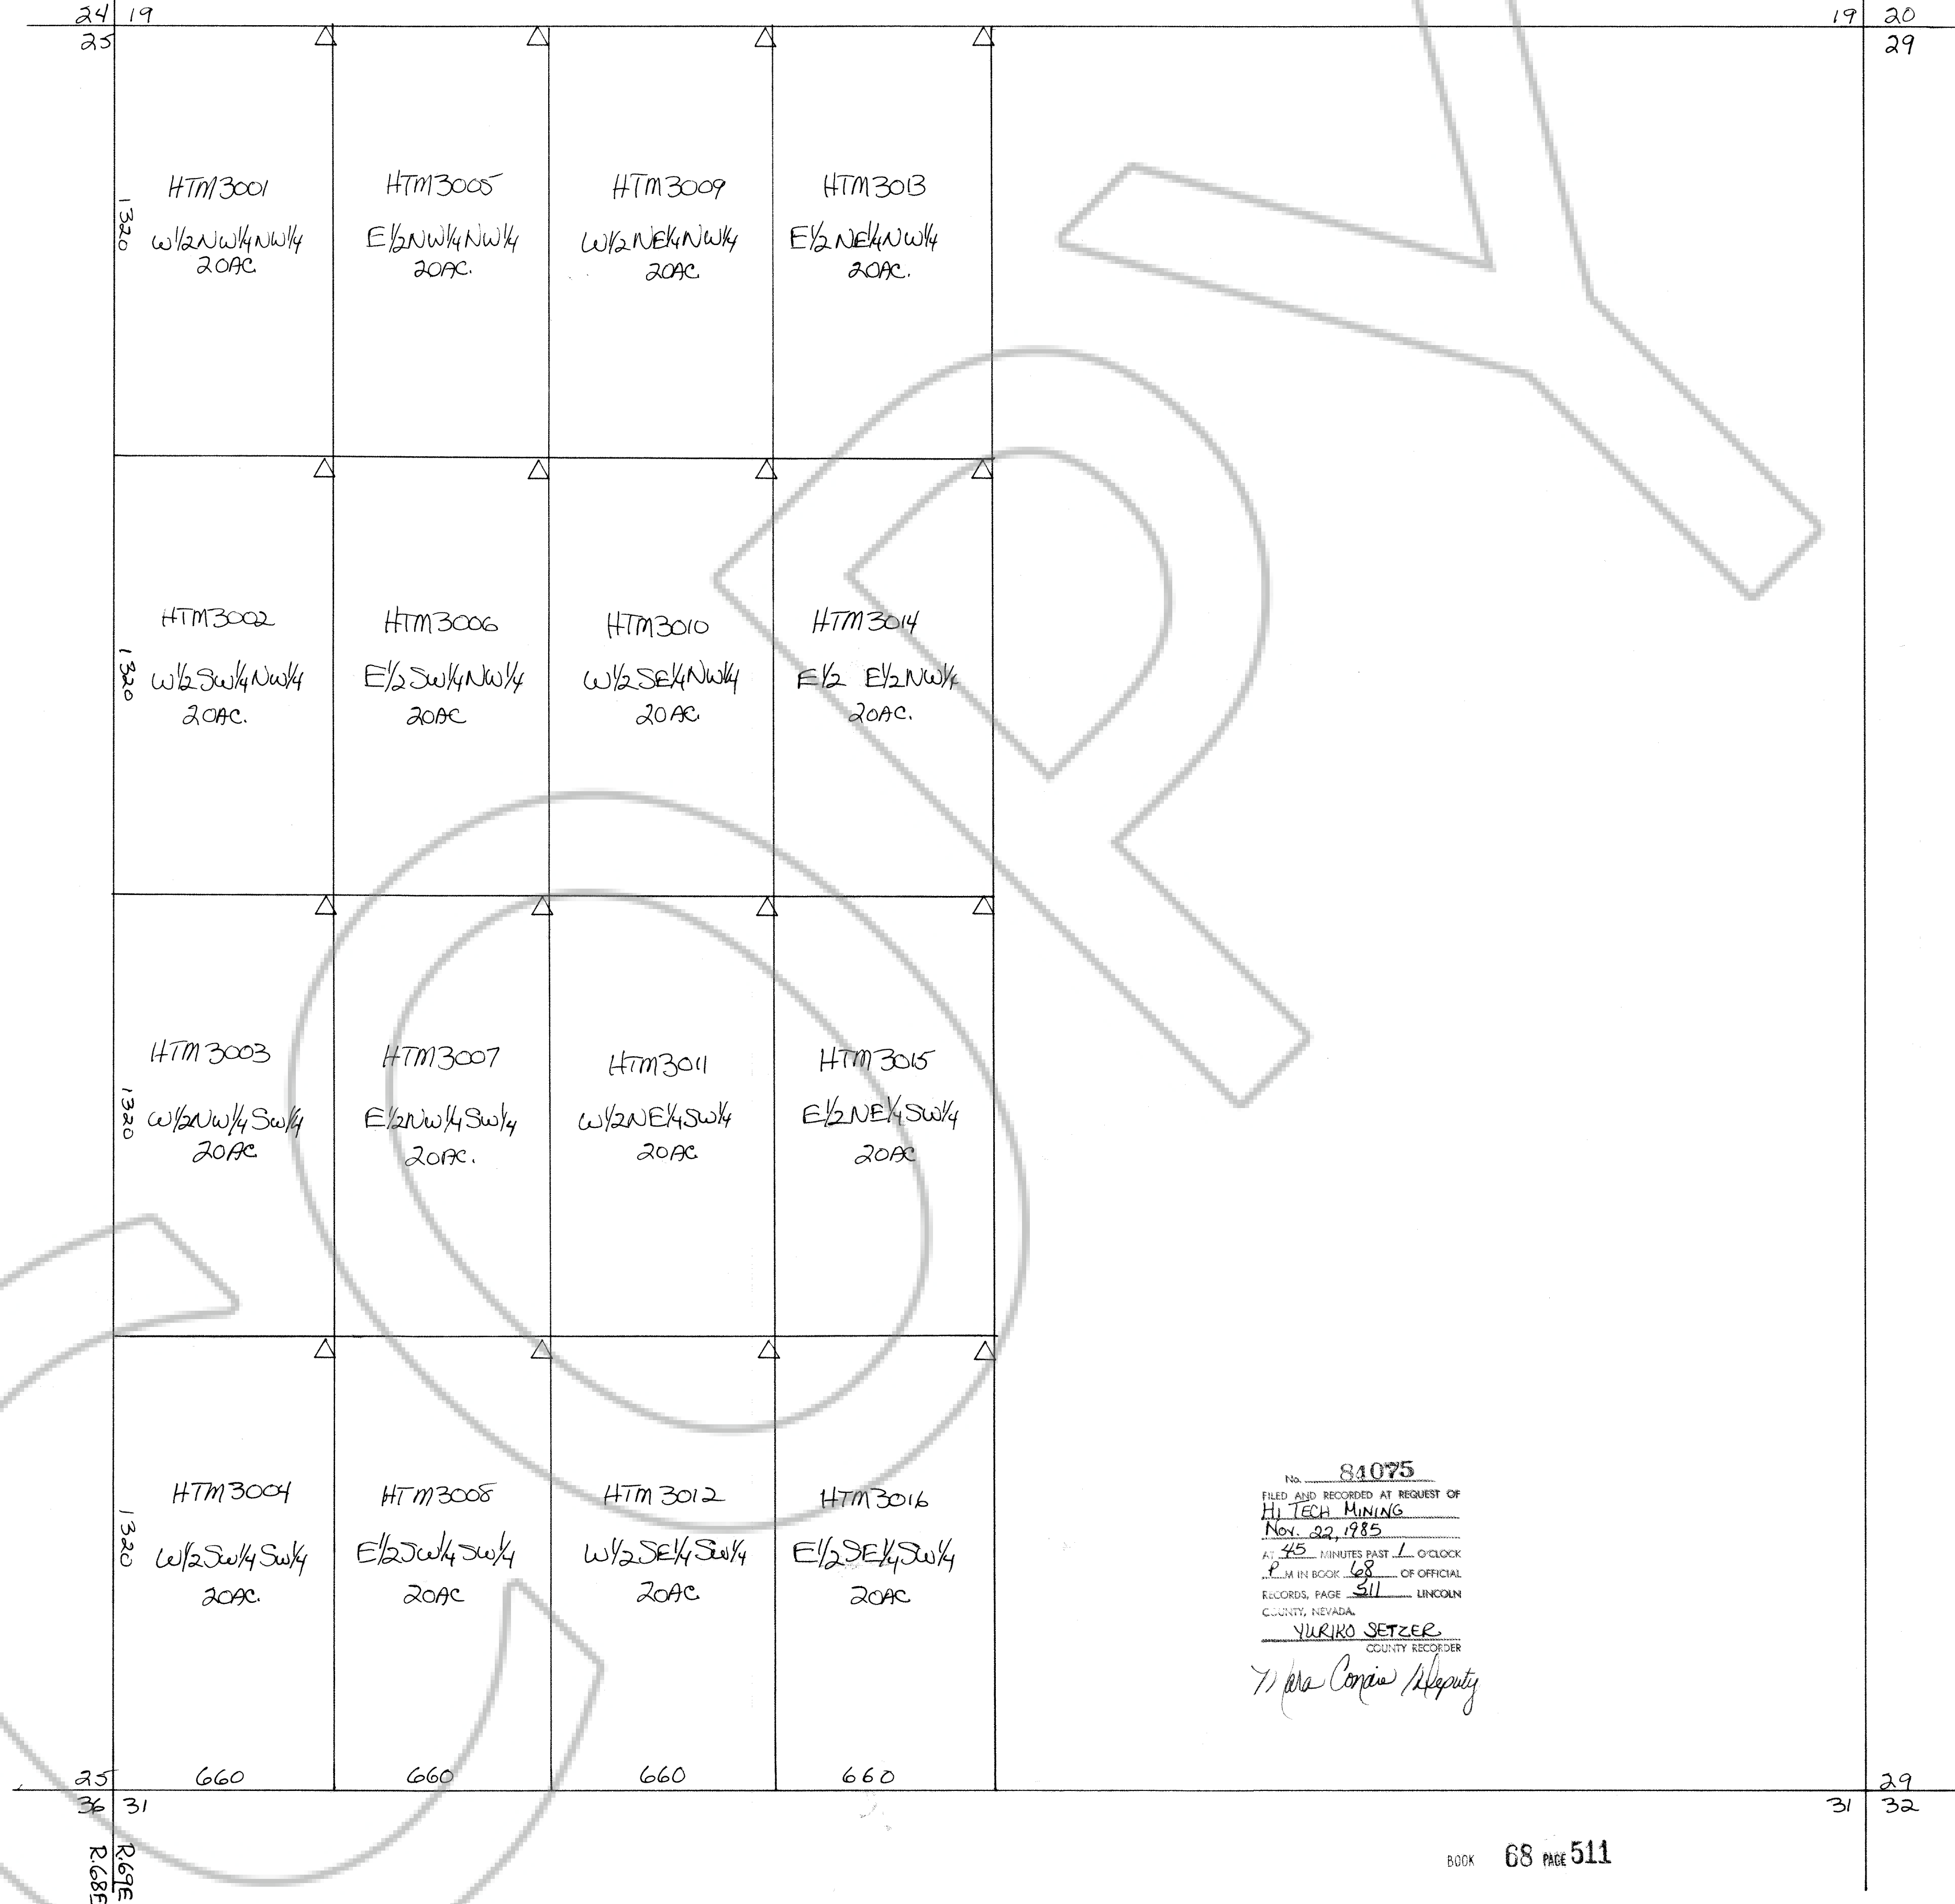 24 19
19 20
25
29
HTM3001
W½NW¼NW¼
20AC.
HTM3005
E½NW¼NW¼
20AC.
HTM3009
W½NE¼NW¼
20AC.
HTM3013
E½NE¼NW¼
20AC.
1320
HTM3002
W½SW¼NW¼
20AC.
HTM3006
E½SW¼NW¼
20AC
HTM3010
W½SE¼NW¼
20AC.
HTM3014
E½ E½NW¼
20AC.
1320
HTM3003
W½NW¼SW¼
20AC
HTM3007
E½NW¼SW¼
20AC.
HTM3011
W½NE¼SW¼
20AC
HTM3015
E½NE¼SW¼
20AC
1320
HTM3004
W½SW¼SW¼
20AC.
HTM3008
E½SW¼SW¼
20AC
HTM3012
W½SE¼SW¼
20AC
HTM3016
E½SE¼SW¼
20AC
1320
660
660
660
660
25
29
36 31
31 32
R.69E
R.68E
No. 84075
FILED AND RECORDED AT REQUEST OF
HI TECH MINING
Nov. 22, 1985
AT 45 MINUTES PAST 1 O'CLOCK
P M IN BOOK 68 OF OFFICIAL
RECORDS, PAGE 511 LINCOLN
COUNTY, NEVADA.
YURIKO SETZER
COUNTY RECORDER
Deputy
BOOK 68 PAGE 511
COPY